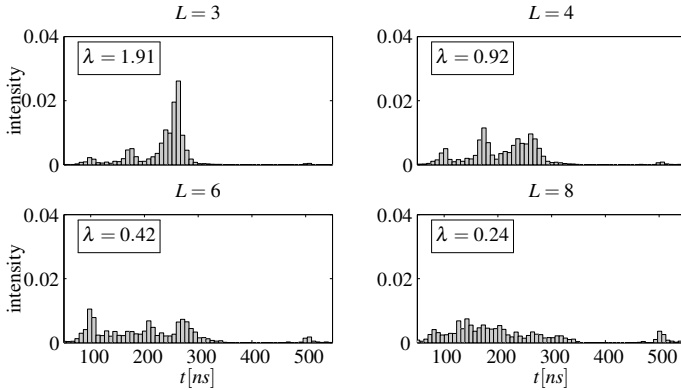 L = 3
L = 4
0.04
0.02
0
intensity
λ = 1.91
0.04
0.02
0
λ = 0.92
L = 6
L = 8
0.04
0.02
0
intensity
λ = 0.42
100 200 300 400 500
t[ns]
0.04
0.02
0
λ = 0.24
100 200 300 400 500
t[ns]